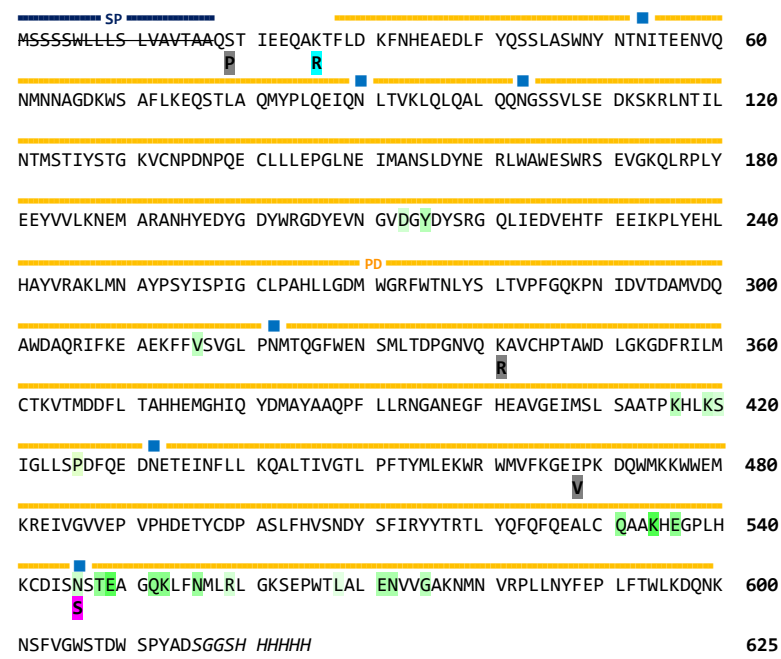 SP
MSSSSWLLLS LVAVTAAQST IEEQAKTFLD KFNHEAEDLF YQSSLASWNY NTNITEENVQ 60
P R
NMNNAGDKWS AFLKEQSTLA QMYPLQEIQN LTVKLQLQAL QQNGSSVLSE DKSKRLNTIL 120
NTMSTIYSTG KVCNPDNPQE CLLLEPGLNE IMANSLDYNE RLWAWESWRS EVGKQLRPLY 180
EEYVVLKNEM ARANHYEDYG DYWRGDYEVN GVDGYDYSRG QLIEDVEHTF EEIKPLYEHL 240
PD
HAYVRAKLMN AYPSYISPIG CLPAHLLGDM WGRFWTNLYS LTVPFGQKPN IDVTDAMVDQ 300
AWDAQRIFKE AEKFFVSVGL PNMTQGFWEN SMLTDPGNVQ KAVCHPTAWD LGKGDFRILM 360
R
CTKVTMDDFL TAHHEMGHIQ YDMAYAAQPF LLRNGANEGF HEAVGEIMSL SAATPKHLKS 420
IGLLSPDFQE DNETEINFLL KQALTIVGTL PFTYMLEKWR WMVFKGEIPK DQWMKKWWEM 480
V
KREIVGVVEP VPHDETYCDP ASLFHVSNDY SFIRYYTRTL YQFQFQEALC QAAKHEGPLH 540
KCDISNSTEA GQKLFNMLRL GKSEPWTLAL ENVVGAKNMN VRPLLNYFEP LFTWLKDQNK 600
S
NSFVGWSTDW SPYADSGGSH HHHHH 625